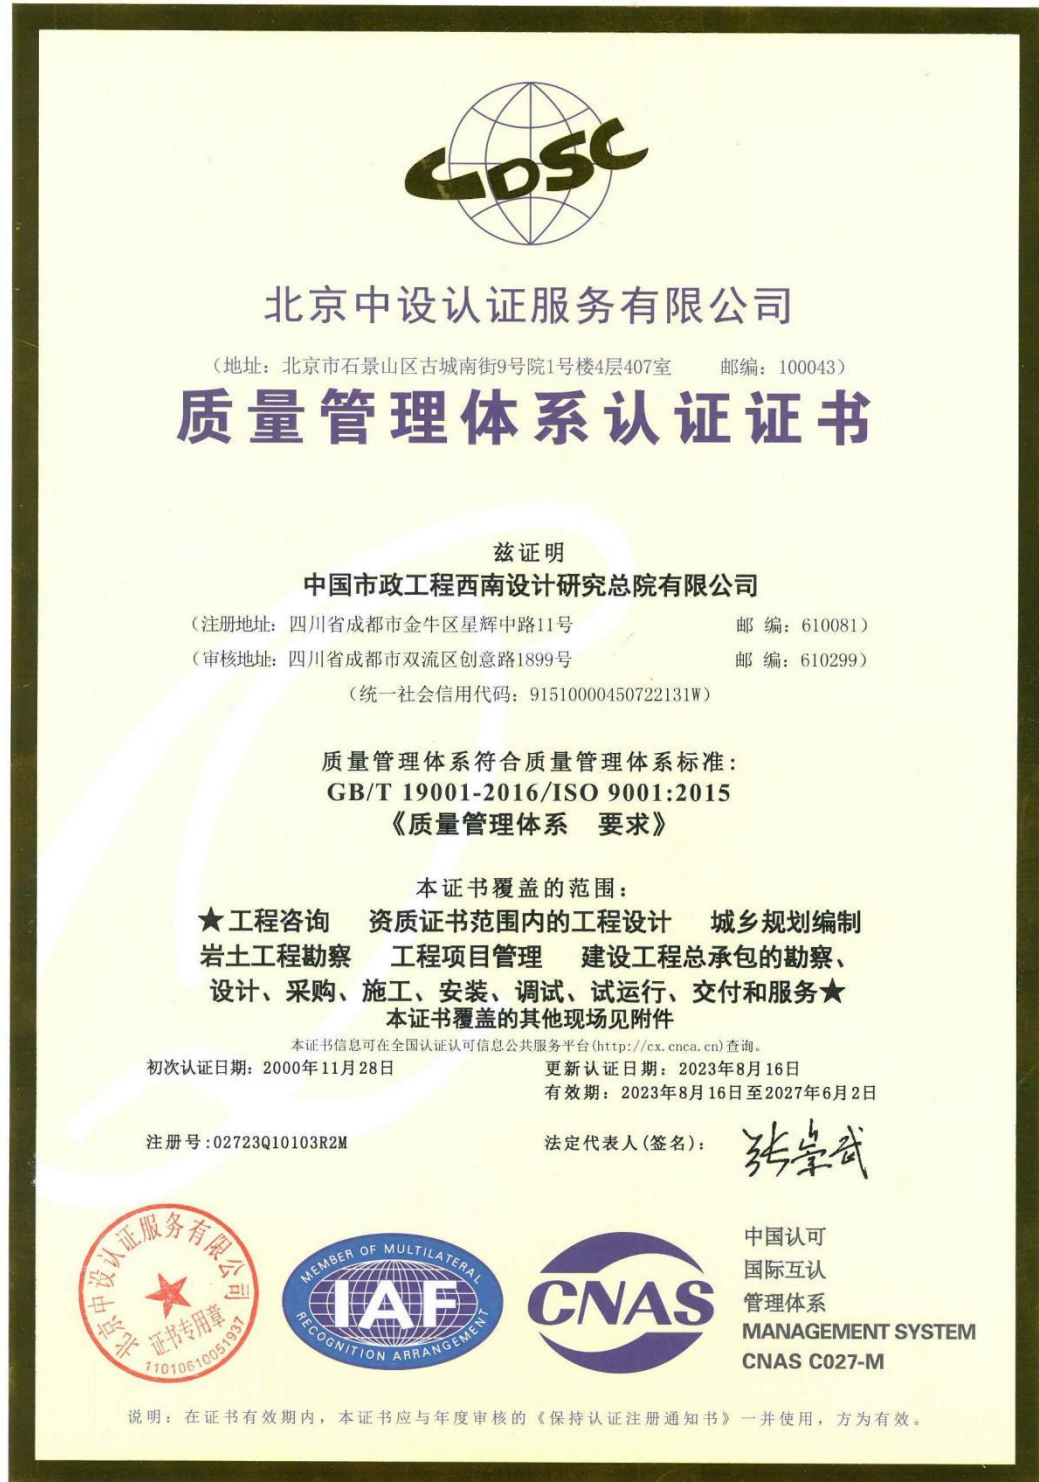 CDSC
北京中设认证服务有限公司
（地址：北京市石景山区古城南街9号院1号楼4层407室 邮编：100043）
质量管理体系认证证书
兹证明
中国市政工程西南设计研究总院有限公司
（注册地址：四川省成都市金牛区星辉中路11号 邮 编：610081）
（审核地址：四川省成都市双流区创意路1899号 邮 编：610299）
（统一社会信用代码：91510000450722131W）
质量管理体系符合质量管理体系标准：
GB/T 19001-2016/ISO 9001:2015
《质量管理体系 要求》
本证书覆盖的范围：
★工程咨询 资质证书范围内的工程设计 城乡规划编制
岩土工程勘察 工程项目管理 建设工程总承包的勘察、
设计、采购、施工、安装、调试、试运行、交付和服务★
本证书覆盖的其他现场见附件
本证书信息可在全国认证认可信息公共服务平台(http://cx.cnca.cn)查询。
初次认证日期：2000年11月28日 更新认证日期：2023年8月16日
有效期：2023年8月16日至2027年6月2日
注册号:02723Q10103R2M 法定代表人(签名)：张崇武
北京中设认证服务有限公司
证书专用章
11010610051937
MEMBER OF MULTILATERAL
IAF
RECOGNITION ARRANGEMENT
CNAS
中国认可
国际互认
管理体系
MANAGEMENT SYSTEM
CNAS C027-M
说明：在证书有效期内，本证书应与年度审核的《保持认证注册通知书》一并使用，方为有效。